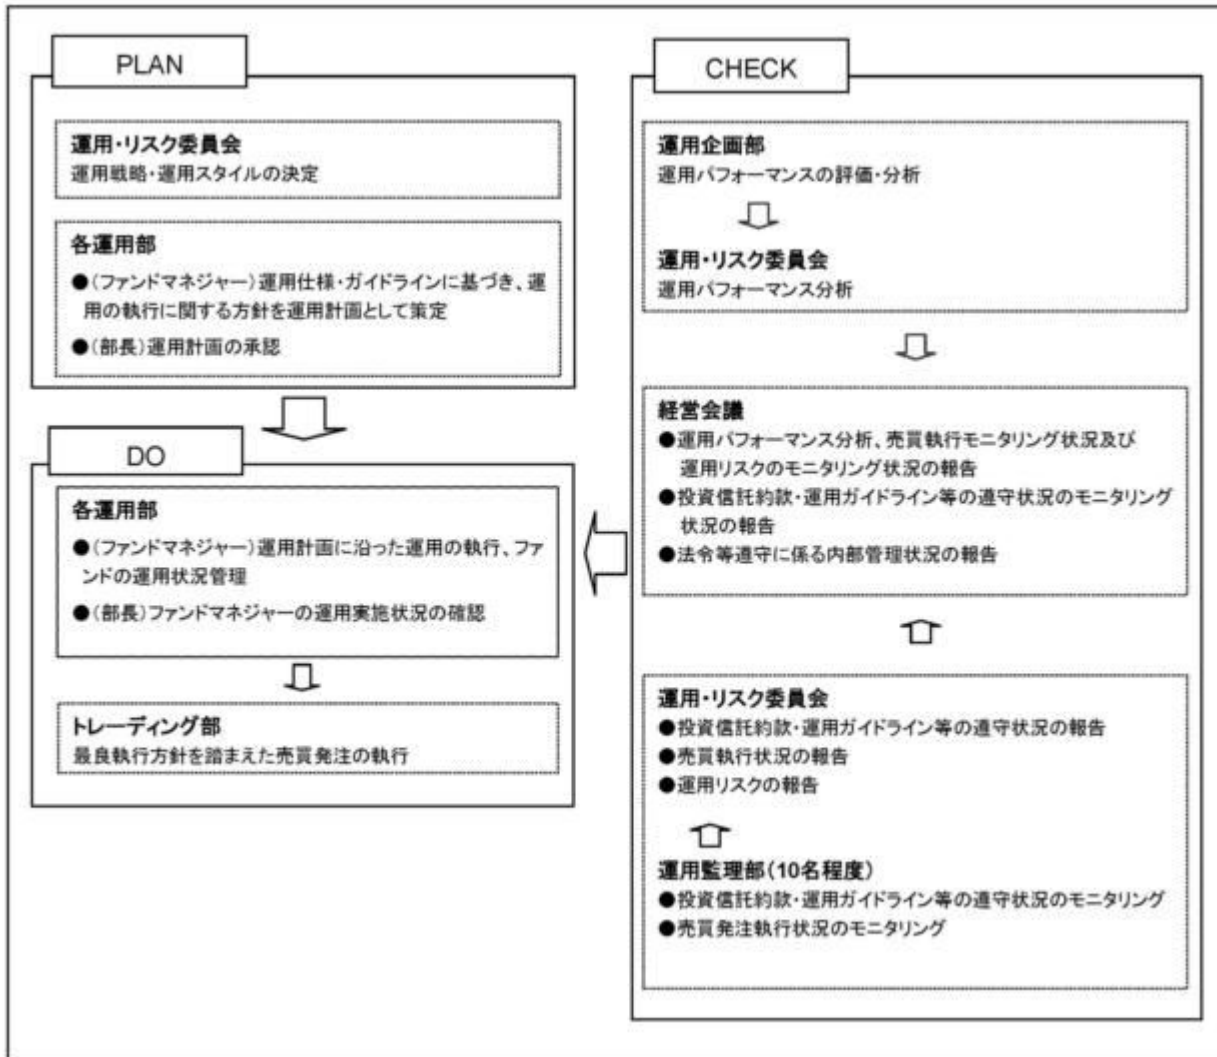 PLAN
運用・リスク委員会
運用戦略・運用スタイルの決定
各運用部
●(ファンドマネジャー)運用仕様・ガイドラインに基づき、運
用の執行に関する方針を運用計画として策定
●(部長)運用計画の承認
DO
各運用部
●(ファンドマネジャー)運用計画に沿った運用の執行、ファ
ンドの運用状況管理
●(部長)ファンドマネジャーの運用実施状況の確認
トレーディング部
最良執行方針を踏まえた売買発注の執行
CHECK
運用企画部
運用パフォーマンスの評価・分析
運用・リスク委員会
運用パフォーマンス分析
経営会議
●運用パフォーマンス分析、売買執行モニタリング状況及び
運用リスクのモニタリング状況の報告
●投資信託約款・運用ガイドライン等の遵守状況のモニタリング
状況の報告
●法令等遵守に係る内部管理状況の報告
運用・リスク委員会
●投資信託約款・運用ガイドライン等の遵守状況の報告
●売買執行状況の報告
●運用リスクの報告
運用監理部(10名程度)
●投資信託約款・運用ガイドライン等の遵守状況のモニタリング
●売買発注執行状況のモニタリング